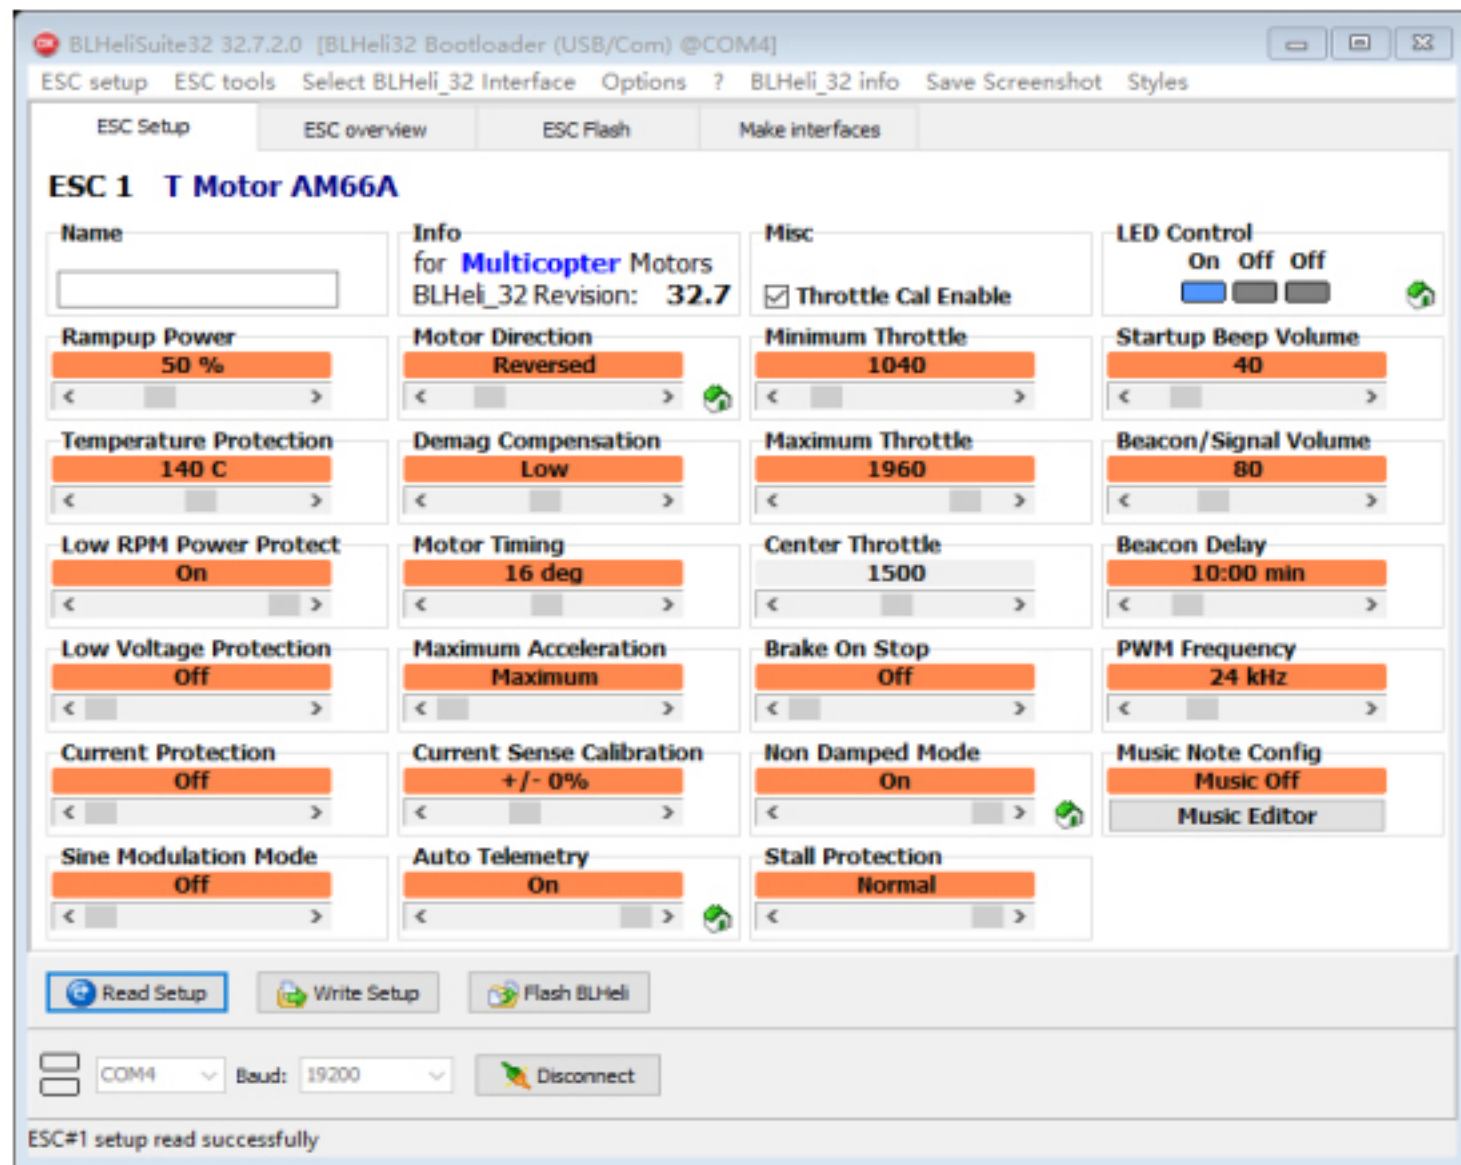 BLHeliSuite32 32.7.2.0 [BLHeli32 Bootloader (USB/Com) @COM4]
ESC setup ESC tools Select BLHeli_32 Interface Options ? BLHeli_32 info Save Screenshot Styles
ESC Setup ESC overview ESC Flash Make interfaces
ESC 1 T Motor AM66A
Name Info Misc LED Control
for Multicopter Motors On Off Off
BLHeli_32 Revision: 32.7 Throttle Cal Enable
Rampup Power Motor Direction Minimum Throttle Startup Beep Volume
50 % Reversed 1040 40
Temperature Protection Demag Compensation Maximum Throttle Beacon/Signal Volume
140 C Low 1960 80
Low RPM Power Protect Motor Timing Center Throttle Beacon Delay
On 16 deg 1500 10:00 min
Low Voltage Protection Maximum Acceleration Brake On Stop PWM Frequency
Off Maximum Off 24 kHz
Current Protection Current Sense Calibration Non Damped Mode Music Note Config
Off +/- 0% On Music Off
Music Editor
Sine Modulation Mode Auto Telemetry Stall Protection
Off On Normal
Read Setup Write Setup Flash BLHeli
COM4 Baud: 19200 Disconnect
ESC#1 setup read successfully